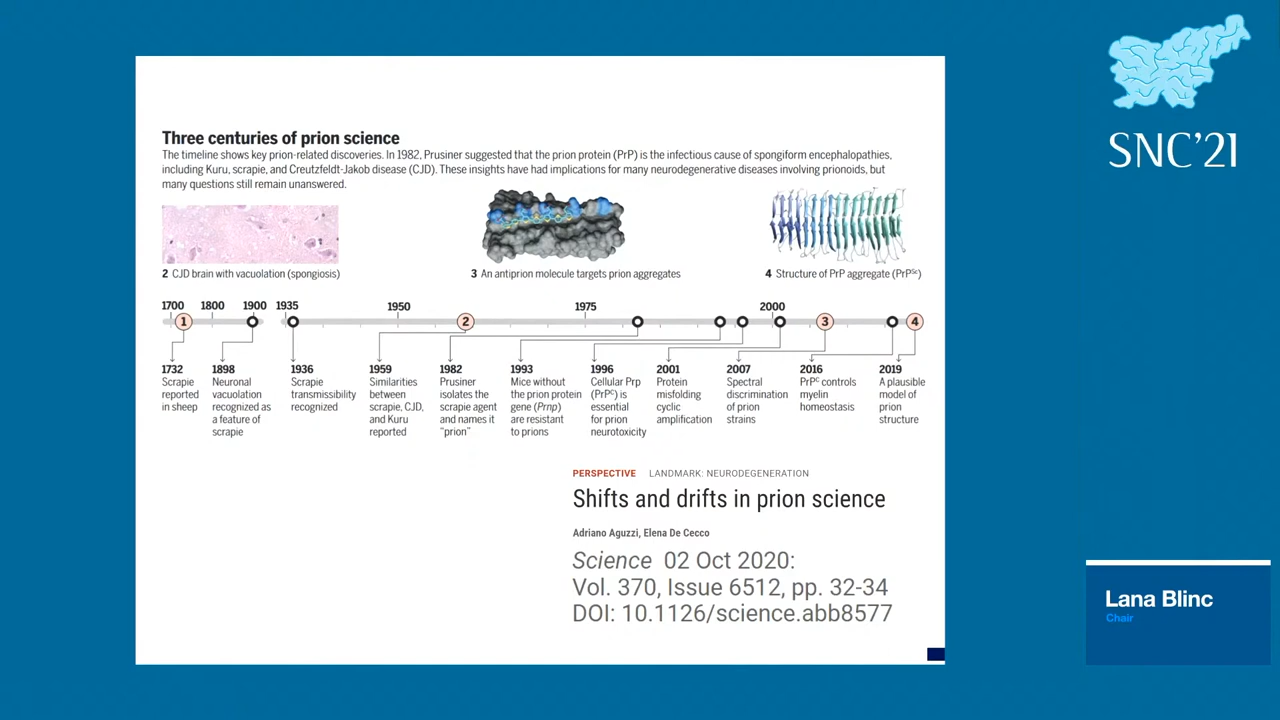 Three centuries of prion science
The timeline shows key prion-related discoveries. In 1982, Prusiner suggested that the prion protein (PrP) is the infectious cause of spongiform encephalopathies,
including Kuru, scrapie, and Creutzfeldt-Jakob disease (CJD). These insights have had implications for many neurodegenerative diseases involving prionoids, but
many questions still remain unanswered.
2 CJD brain with vacuolation (spongiosis)
3 An antiprion molecule targets prion aggregates
4 Structure of PrP aggregate (PrPSc)
1700 1800 1900 1935 1950 1975 2000
1 2 3 4
1732
Scrapie
reported
in sheep
1898
Neuronal
vacuolation
recognized as
a feature of
scrapie
1936
Scrapie
transmissibility
recognized
1959
Similarities
between
scrapie, CJD,
and Kuru
reported
1982
Prusiner
isolates the
scrapie agent
and names it
“prion”
1993
Mice without
the prion protein
gene (Prnp)
are resistant
to prions
1996
Cellular Prp
(PrPC) is
essential
for prion
neurotoxicity
2001
Protein
misfolding
cyclic
amplification
2007
Spectral
discrimination
of prion
strains
2016
PrPC controls
myelin
homeostasis
2019
A plausible
model of
prion
structure
PERSPECTIVE LANDMARK: NEURODEGENERATION
Shifts and drifts in prion science
Adriano Aguzzi, Elena De Cecco
Science 02 Oct 2020:
Vol. 370, Issue 6512, pp. 32-34
DOI: 10.1126/science.abb8577
SNC'21
Lana Blinc
Chair